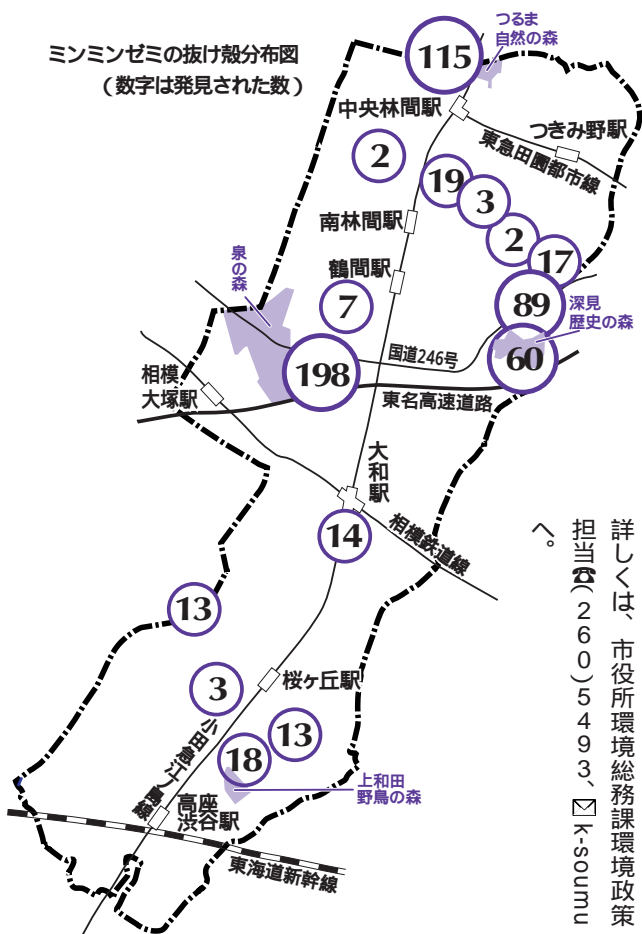 ミンミンゼミの抜け殻分布図
(数字は発見された数)
つるま
自然の森
115
中央林間駅
つきみ野駅
東急田園都市線
2
19
3
南林間駅
2
17
泉の森
鶴間駅
7
89
深見
歴史の森
国道246号
60
198
相模
大塚駅
東名高速道路
大和駅
14
相模鉄道線
13
桜ヶ丘駅
3
小田急江ノ島線
13
18
上和田
野鳥の森
高座
渋谷駅
東海道新幹線
詳しくは、市役所環境総務課環境政策
担当☎(260)5493、✉k-soumu
へ。